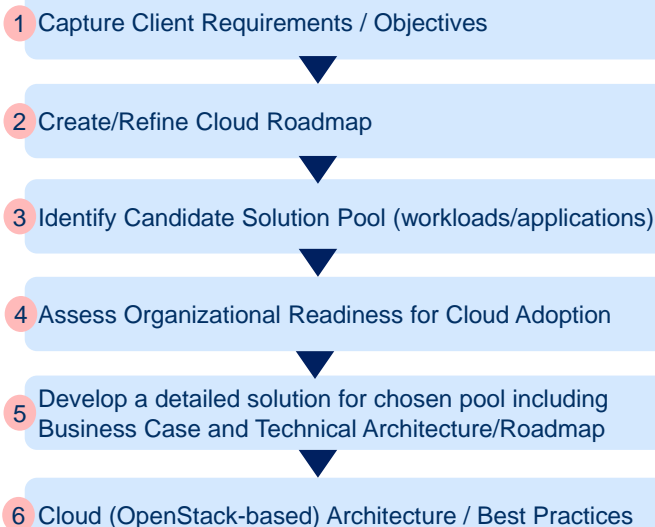 1 Capture Client Requirements / Objectives
2 Create/Refine Cloud Roadmap
3 Identify Candidate Solution Pool (workloads/applications)
4 Assess Organizational Readiness for Cloud Adoption
5 Develop a detailed solution for chosen pool including
Business Case and Technical Architecture/Roadmap
6 Cloud (OpenStack-based) Architecture / Best Practices